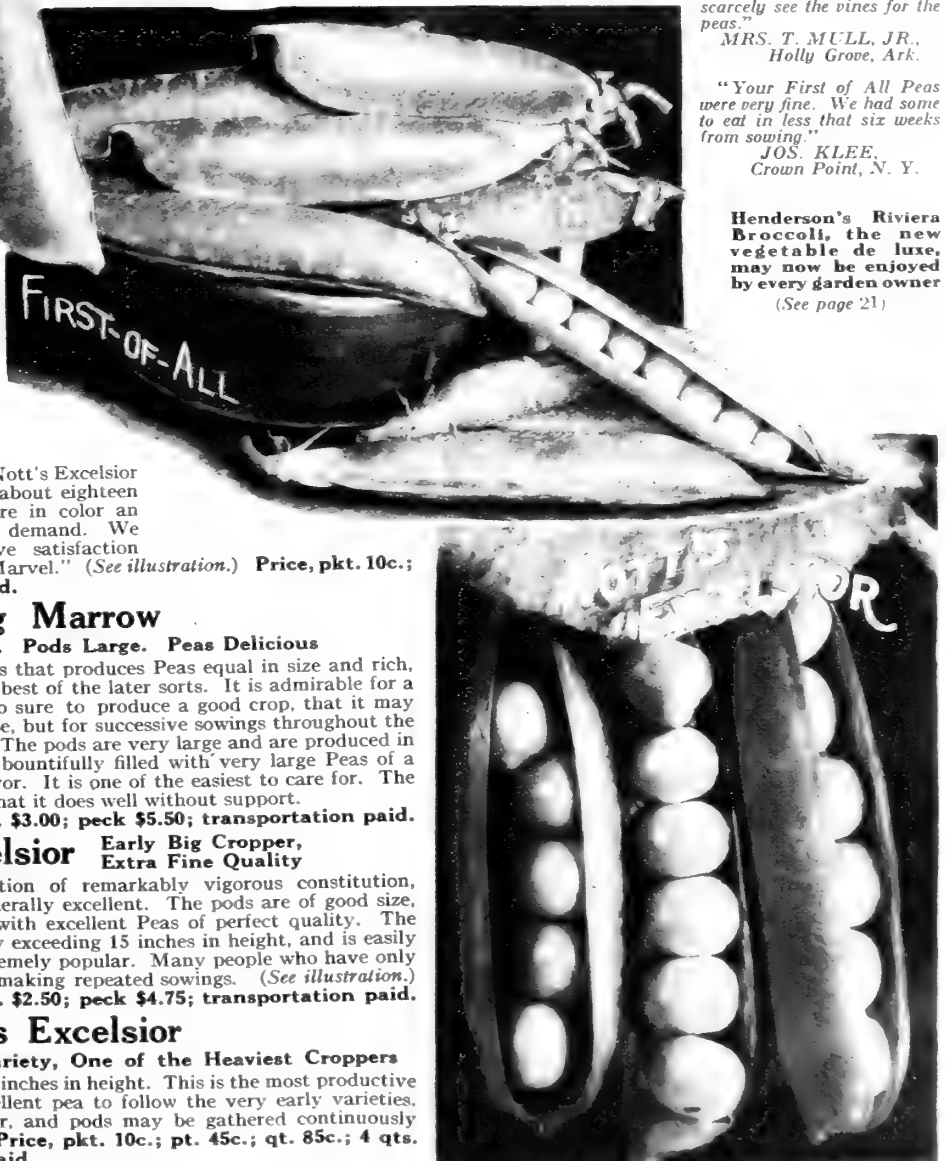 scarcely see the vines for the
peas."
MRS. T. MULL, JR.,
Holly Grove, Ark.
"Your First of All Peas
were very fine. We had some
to eat in less that six weeks
from sowing."
JOS. KLEE,
Crown Point, N. Y.
Henderson's Riviera
Broccoli, the new
vegetable de luxe,
may now be enjoyed
by every garden owner
(See page 21)
FIRST-OF-ALL
Nott's Excelsior
about eighteen
re in color an
demand. We
ve satisfaction
Marvel." (See illustration.) Price, pkt. 10c.;
d.
g Marrow
. Pods Large. Peas Delicious
s that produces Peas equal in size and rich,
best of the later sorts. It is admirable for a
o sure to produce a good crop, that it may
e, but for successive sowings throughout the
The pods are very large and are produced in
bountifully filled with very large Peas of a
vor. It is one of the easiest to care for. The
hat it does well without support.
. $3.00; peck $5.50; transportation paid.
elsior Early Big Cropper,
Extra Fine Quality
tion of remarkably vigorous constitution,
nerally excellent. The pods are of good size,
with excellent Peas of perfect quality. The
y exceeding 15 inches in height, and is easily
emely popular. Many people who have only
making repeated sowings. (See illustration.)
. $2.50; peck $4.75; transportation paid.
s Excelsior
ariety, One of the Heaviest Croppers
inches in height. This is the most productive
ellent pea to follow the very early varieties.
r, and pods may be gathered continuously
Price, pkt. 10c.; pt. 45c.; qt. 85c.; 4 qts.
aid.
NOTT'S
EXCELSIOR